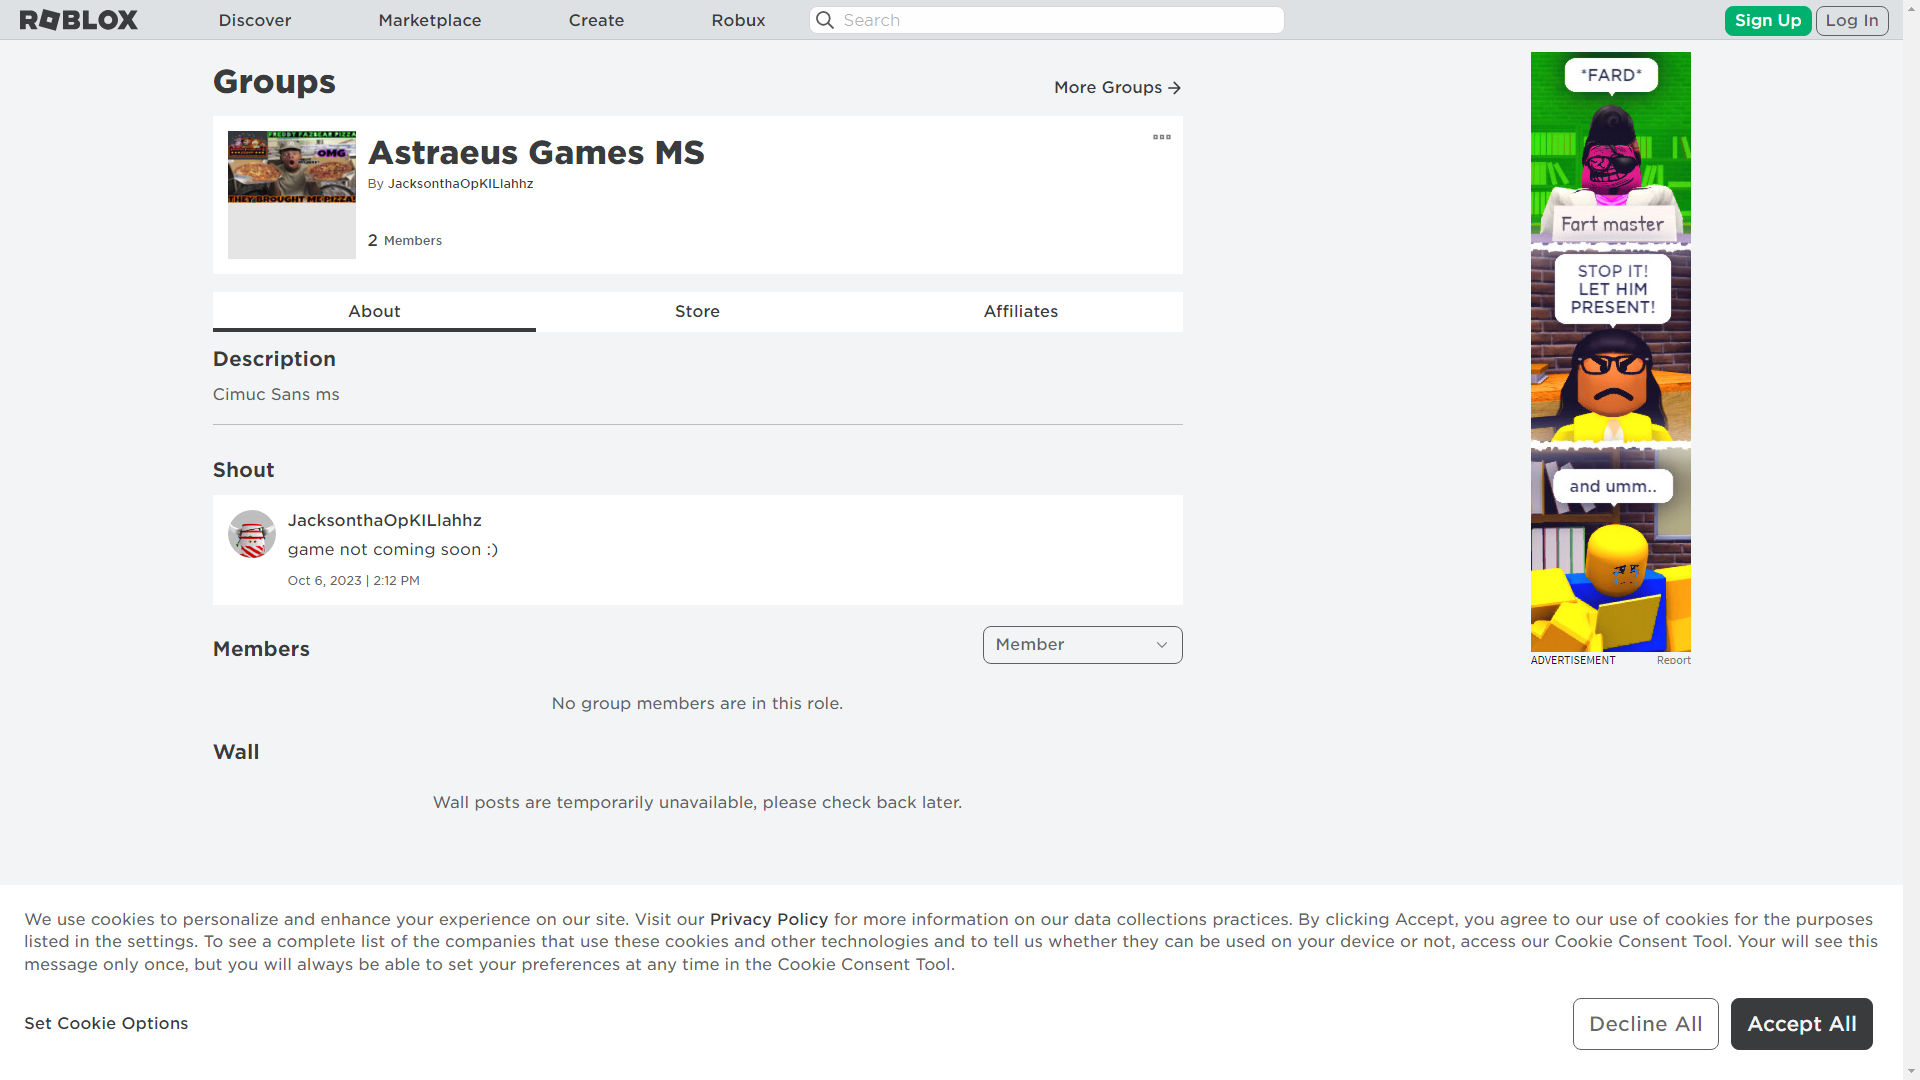 ROBLOX
Discover
Marketplace
Create
Robux
Search
Sign Up
Log In
Groups
More Groups
FREDDY FAZBEAR PIZZA
OMG
THEY BROUGHT ME PIZZA!
Astraeus Games MS
By JacksonthaOpKILlahhz
2 Members
About
Store
Affiliates
Description
Cimuc Sans ms
Shout
JacksonthaOpKILlahhz
game not coming soon :)
Oct 6, 2023 | 2:12 PM
Members
Member
No group members are in this role.
Wall
Wall posts are temporarily unavailable, please check back later.
*FARD*
Fart master
STOP IT!
LET HIM
PRESENT!
and umm..
ADVERTISEMENT
Report
We use cookies to personalize and enhance your experience on our site. Visit our Privacy Policy for more information on our data collections practices. By clicking Accept, you agree to our use of cookies for the purposes
listed in the settings. To see a complete list of the companies that use these cookies and other technologies and to tell us whether they can be used on your device or not, access our Cookie Consent Tool. Your will see this
message only once, but you will always be able to set your preferences at any time in the Cookie Consent Tool.
Set Cookie Options
Decline All
Accept All